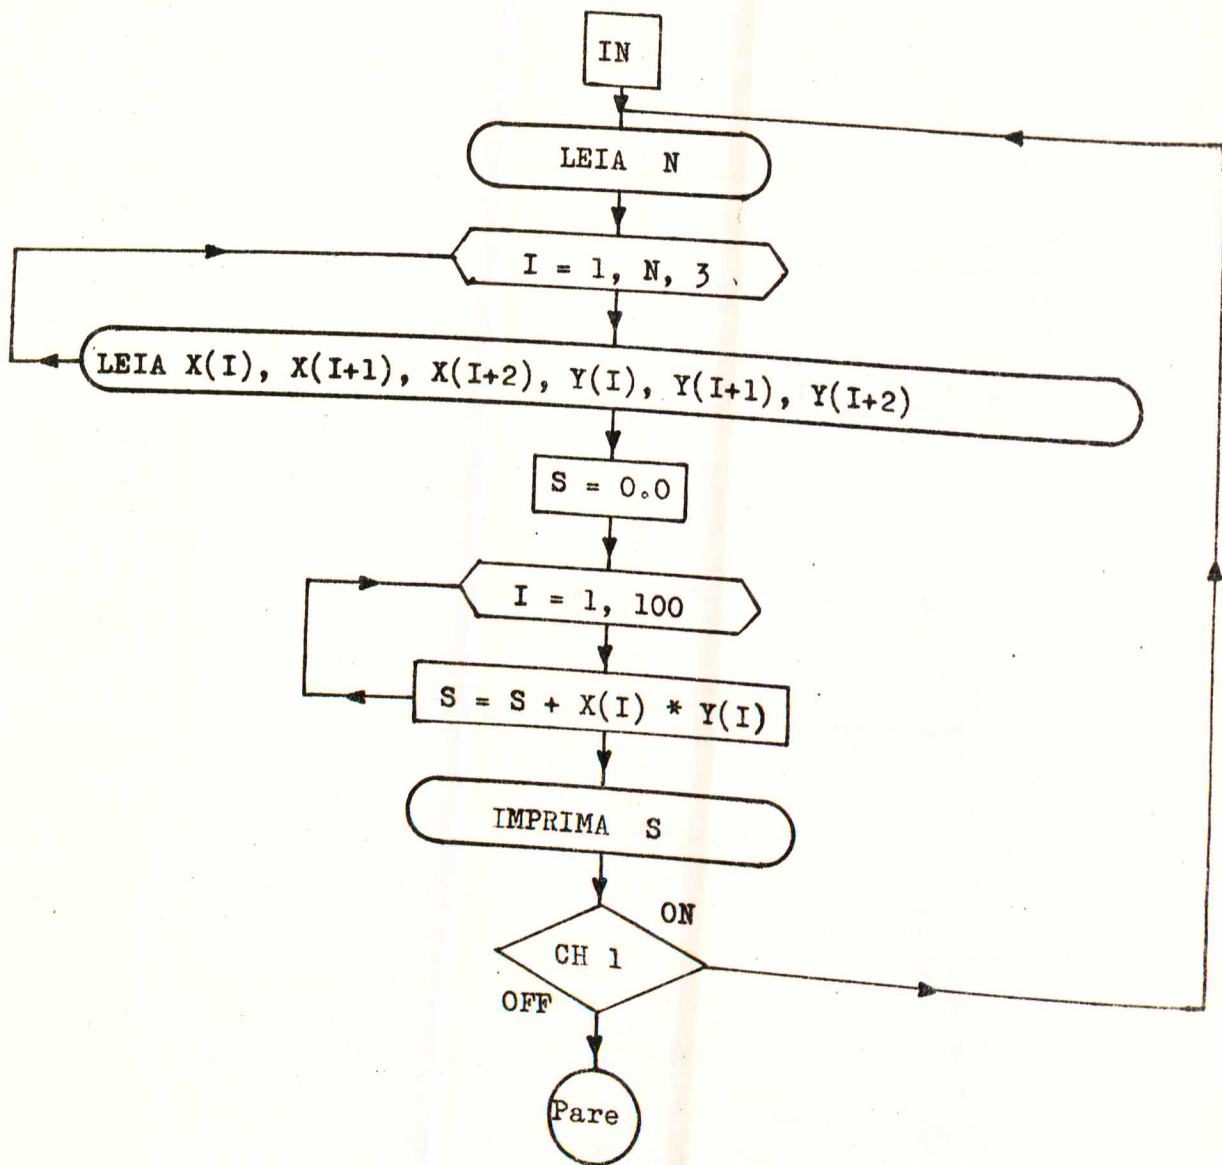 IN
LEIA N
I = 1, N, 3
LEIA X(I), X(I+1), X(I+2), Y(I), Y(I+1), Y(I+2)
S = 0.0
I = 1, 100
S = S + X(I) * Y(I)
IMPRIMA S
ON
CH 1
OFF
Pare